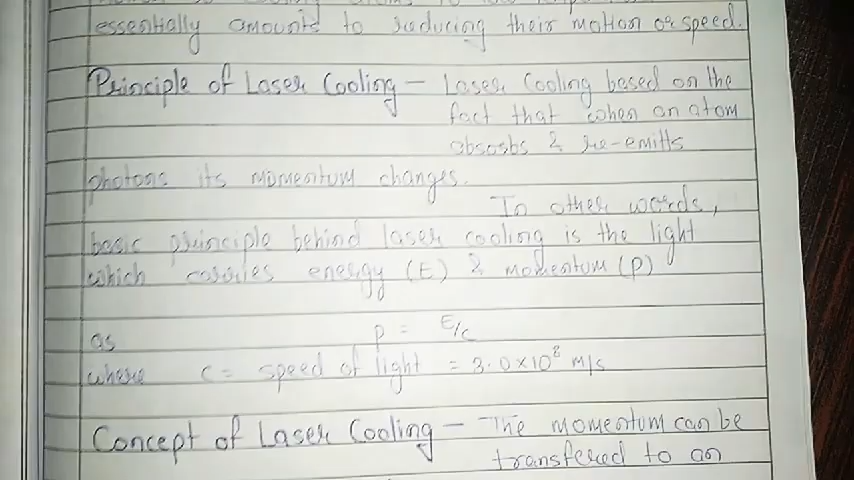 essentially amounts to reducing their motion or speed.
Principle of Laser Cooling - Laser Cooling based on the
fact that when an atom
absorbs & re-emitts
photons its momentum changes.
In other words,
basic principle behind laser cooling is the light
which carries energy (E) & momentum (p)
as p = E/c
where c = speed of light = 3.0×10⁸ m/s
Concept of Laser Cooling - The momentum can be
transfered to an